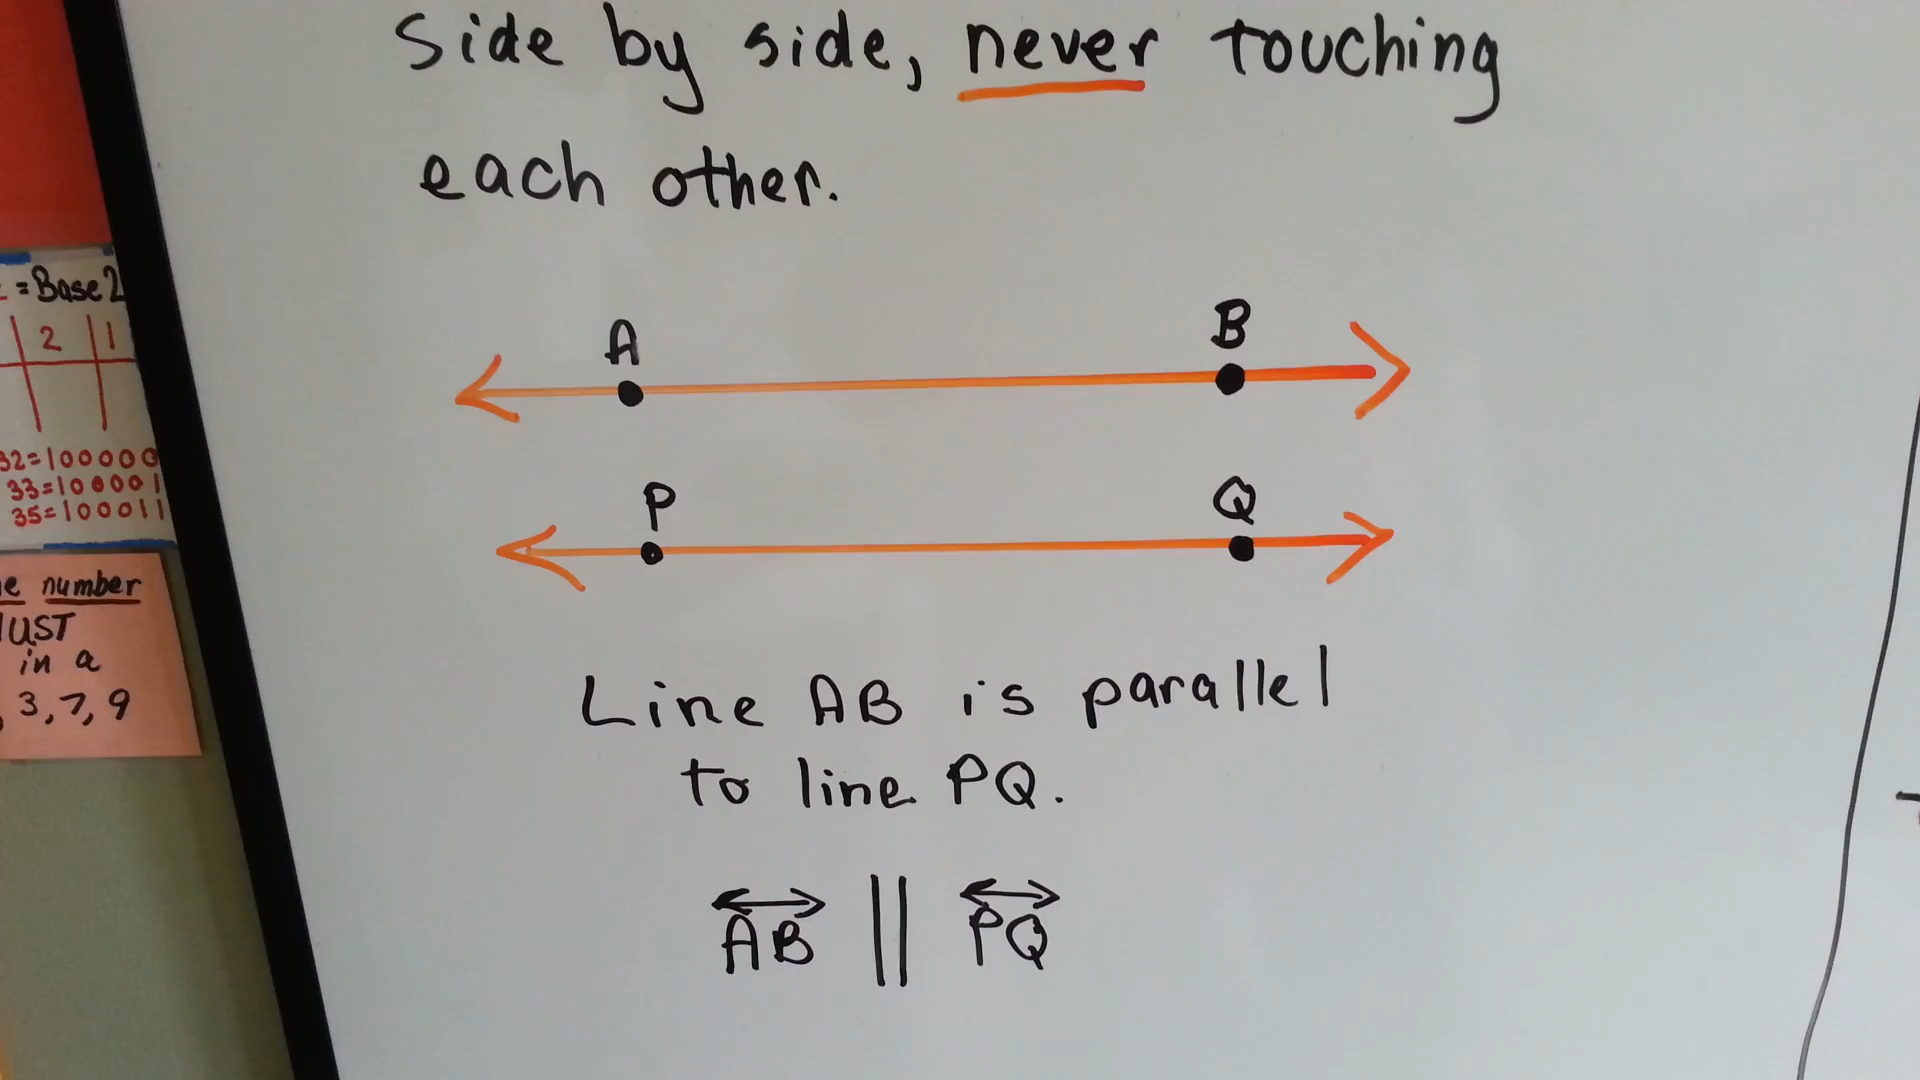 side by side, never touching
each other.
A
B
P
Q
Line AB is parallel
to line PQ.
AB || PQ
= Base 2
2 1
32=100000
33=100001
35=100011
number
in a
3, 7, 9